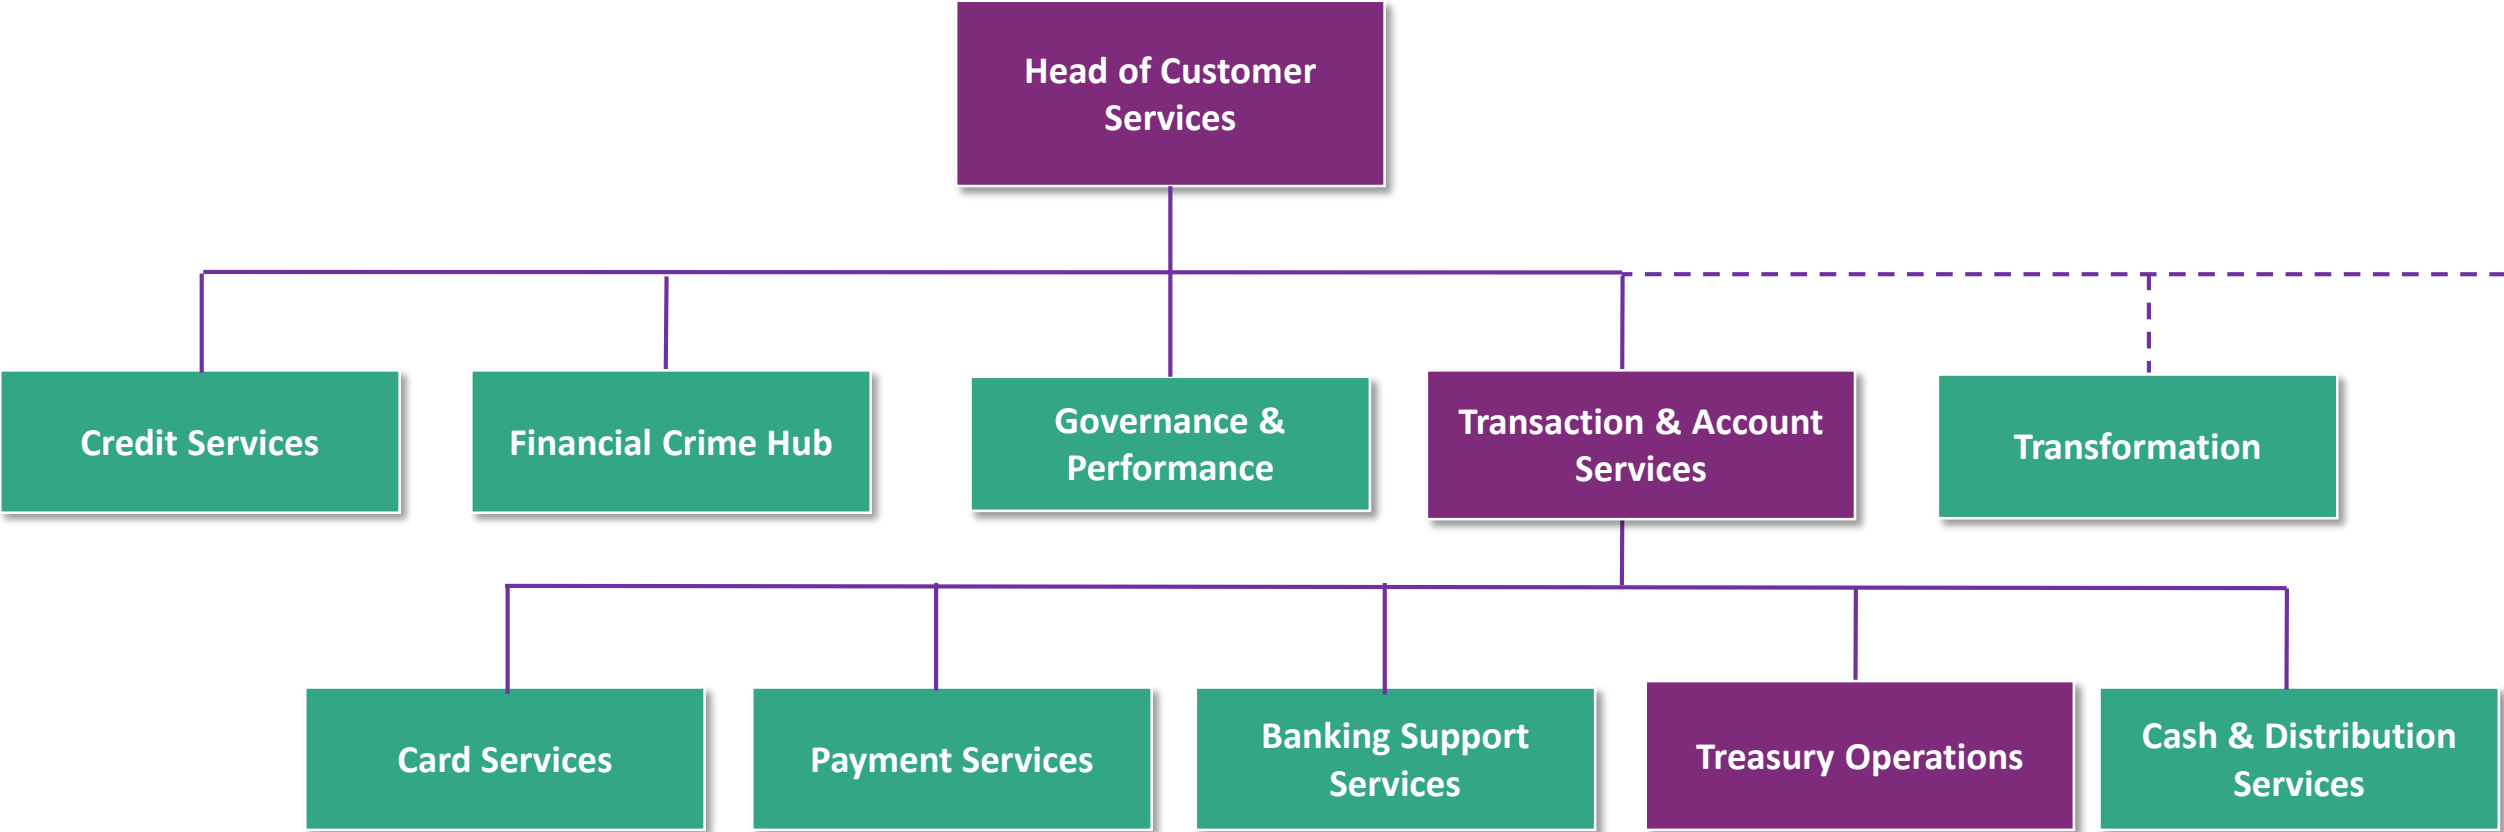 Head of Customer
Services
Credit Services
Financial Crime Hub
Governance &
Performance
Transaction & Account
Services
Transformation
Card Services
Payment Services
Banking Support
Services
Treasury Operations
Cash & Distribution
Services